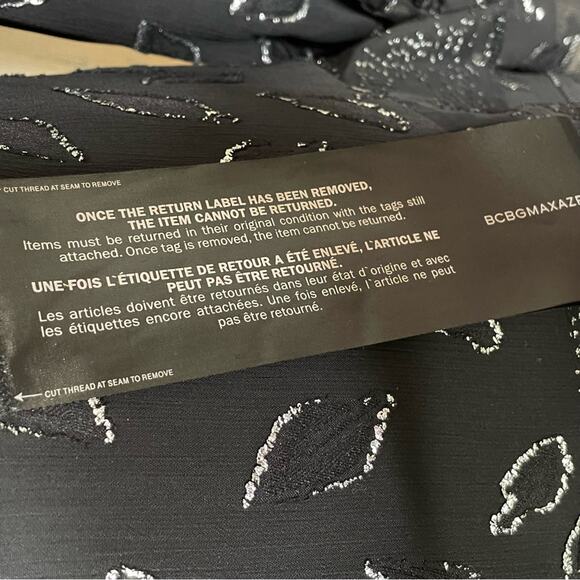 CUT THREAD AT SEAM TO REMOVE
ONCE THE RETURN LABEL HAS BEEN REMOVED,
THE ITEM CANNOT BE RETURNED.
Items must be returned in their original condition with the tags still
attached. Once tag is removed, the item cannot be returned.
BCBGMAXAZR
UNE FOIS L`ÉTIQUETTE DE RETOUR A ÉTÉ ENLEVÉ, L'ARTICLE NE
PEUT PAS ÊTRE RETOURNÉ.
Les articles doivent être retournés dans leur état d`origine et avec
les étiquettes encore attachées. Une fois enlevé, l`article ne peut
pas être retourné.
CUT THREAD AT SEAM TO REMOVE